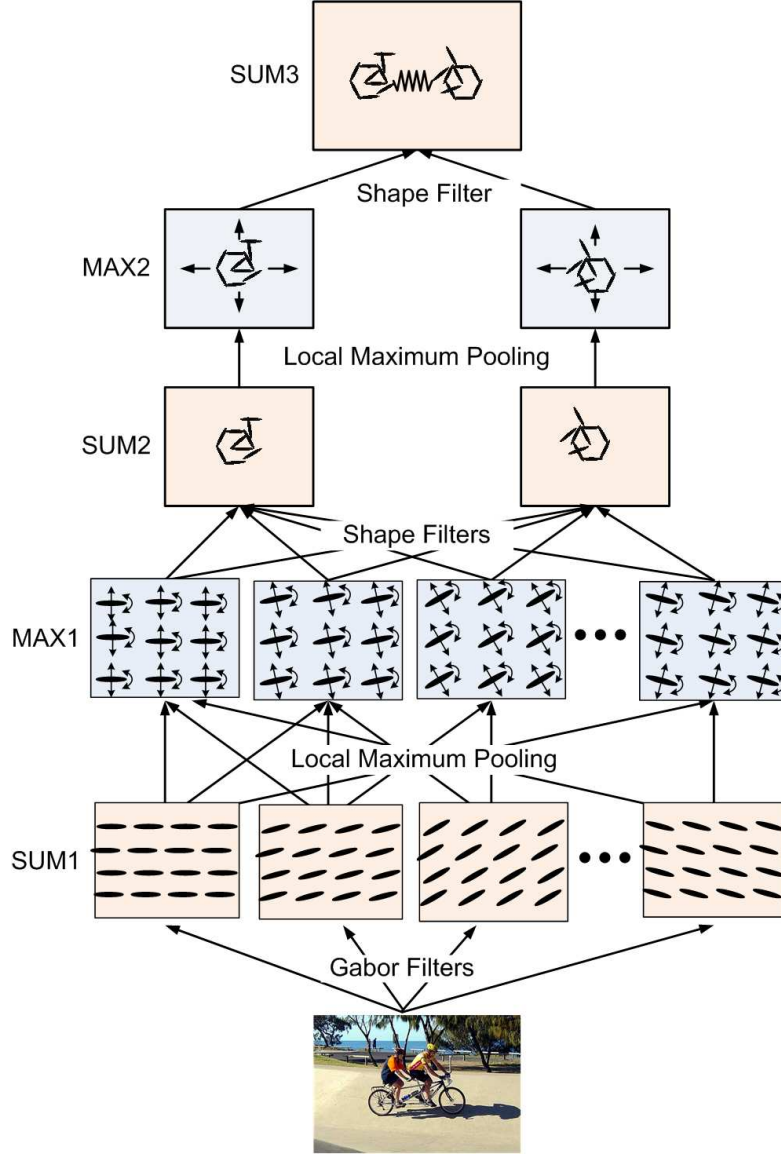 SUM3
Shape Filter
MAX2
Local Maximum Pooling
SUM2
Shape Filters
MAX1
Local Maximum Pooling
SUM1
Gabor Filters